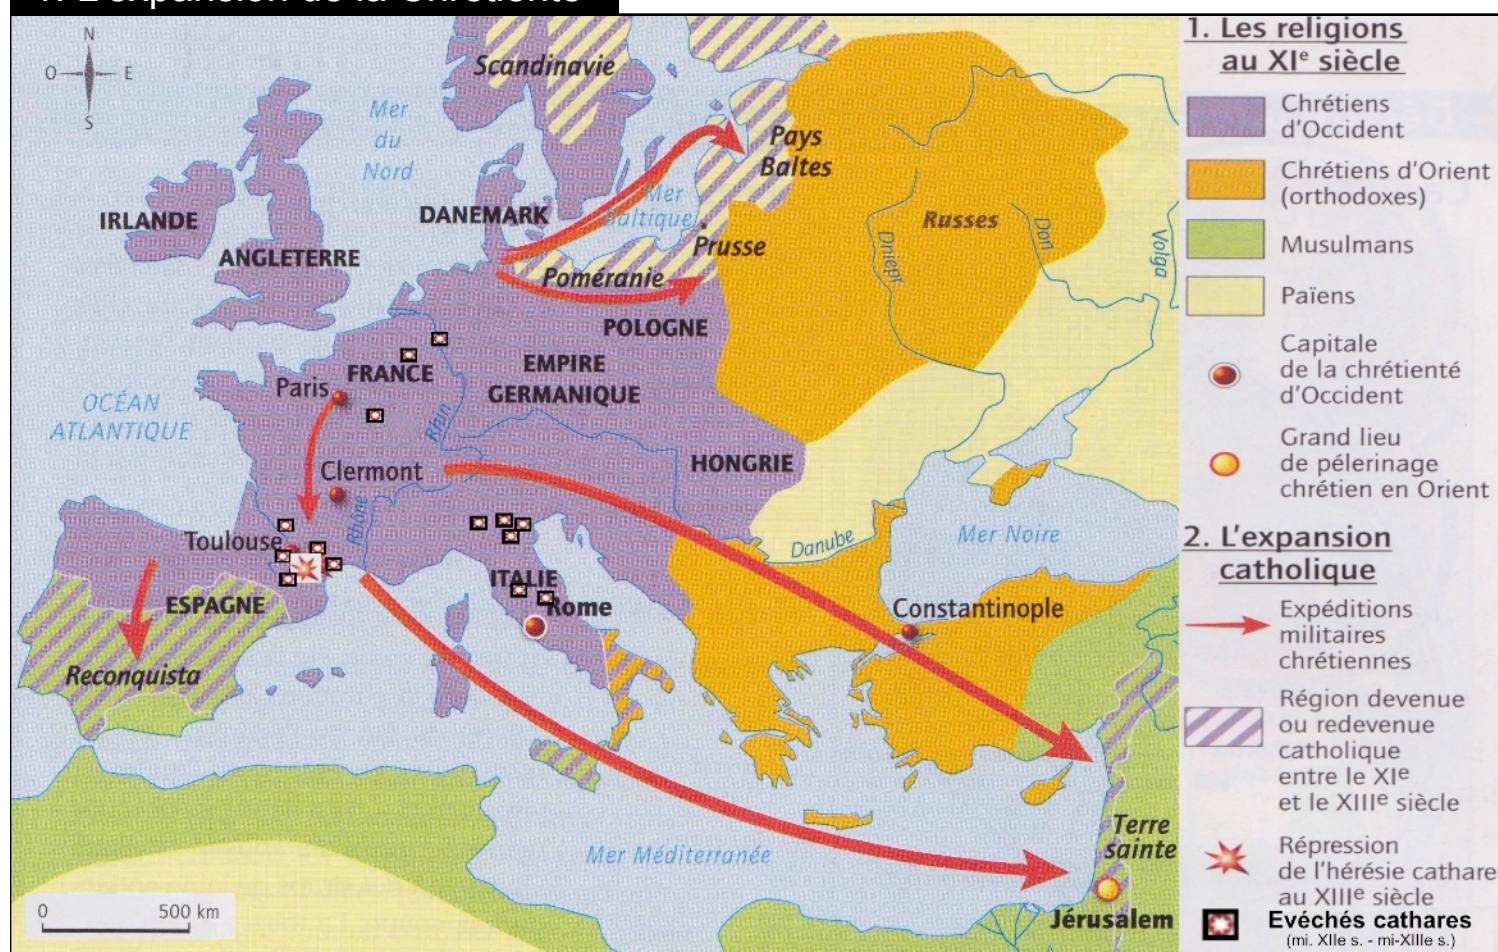 L'expansion de la Chrétienté
N
O
E
S
Scandinavie
Mer
du
Nord
Pays
Baltes
Mer
Baltique
IRLANDE
DANEMARK
Russes
Dniepr
Don
Volga
ANGLETERRE
Prusse
Poméranie
POLOGNE
EMPIRE
GERMANIQUE
FRANCE
Paris
Rhin
OCÉAN
ATLANTIQUE
Clermont
HONGRIE
Rhône
Toulouse
Danube
Mer Noire
ITALIE
ESPAGNE
Rome
Constantinople
Reconquista
Terre
sainte
Mer Méditerranée
Jérusalem
0
500 km
1. Les religions
au XIe siècle
Chrétiens
d'Occident
Chrétiens d'Orient
(orthodoxes)
Musulmans
Païens
Capitale
de la chrétienté
d'Occident
Grand lieu
de pélerinage
chrétien en Orient
2. L'expansion
catholique
Expéditions
militaires
chrétiennes
Région devenue
ou redevenue
catholique
entre le XIe
et le XIIIe siècle
Répression
de l'hérésie cathare
au XIIIe siècle
Evéchés cathares
(mi. XIIe s. - mi-XIIIe s.)